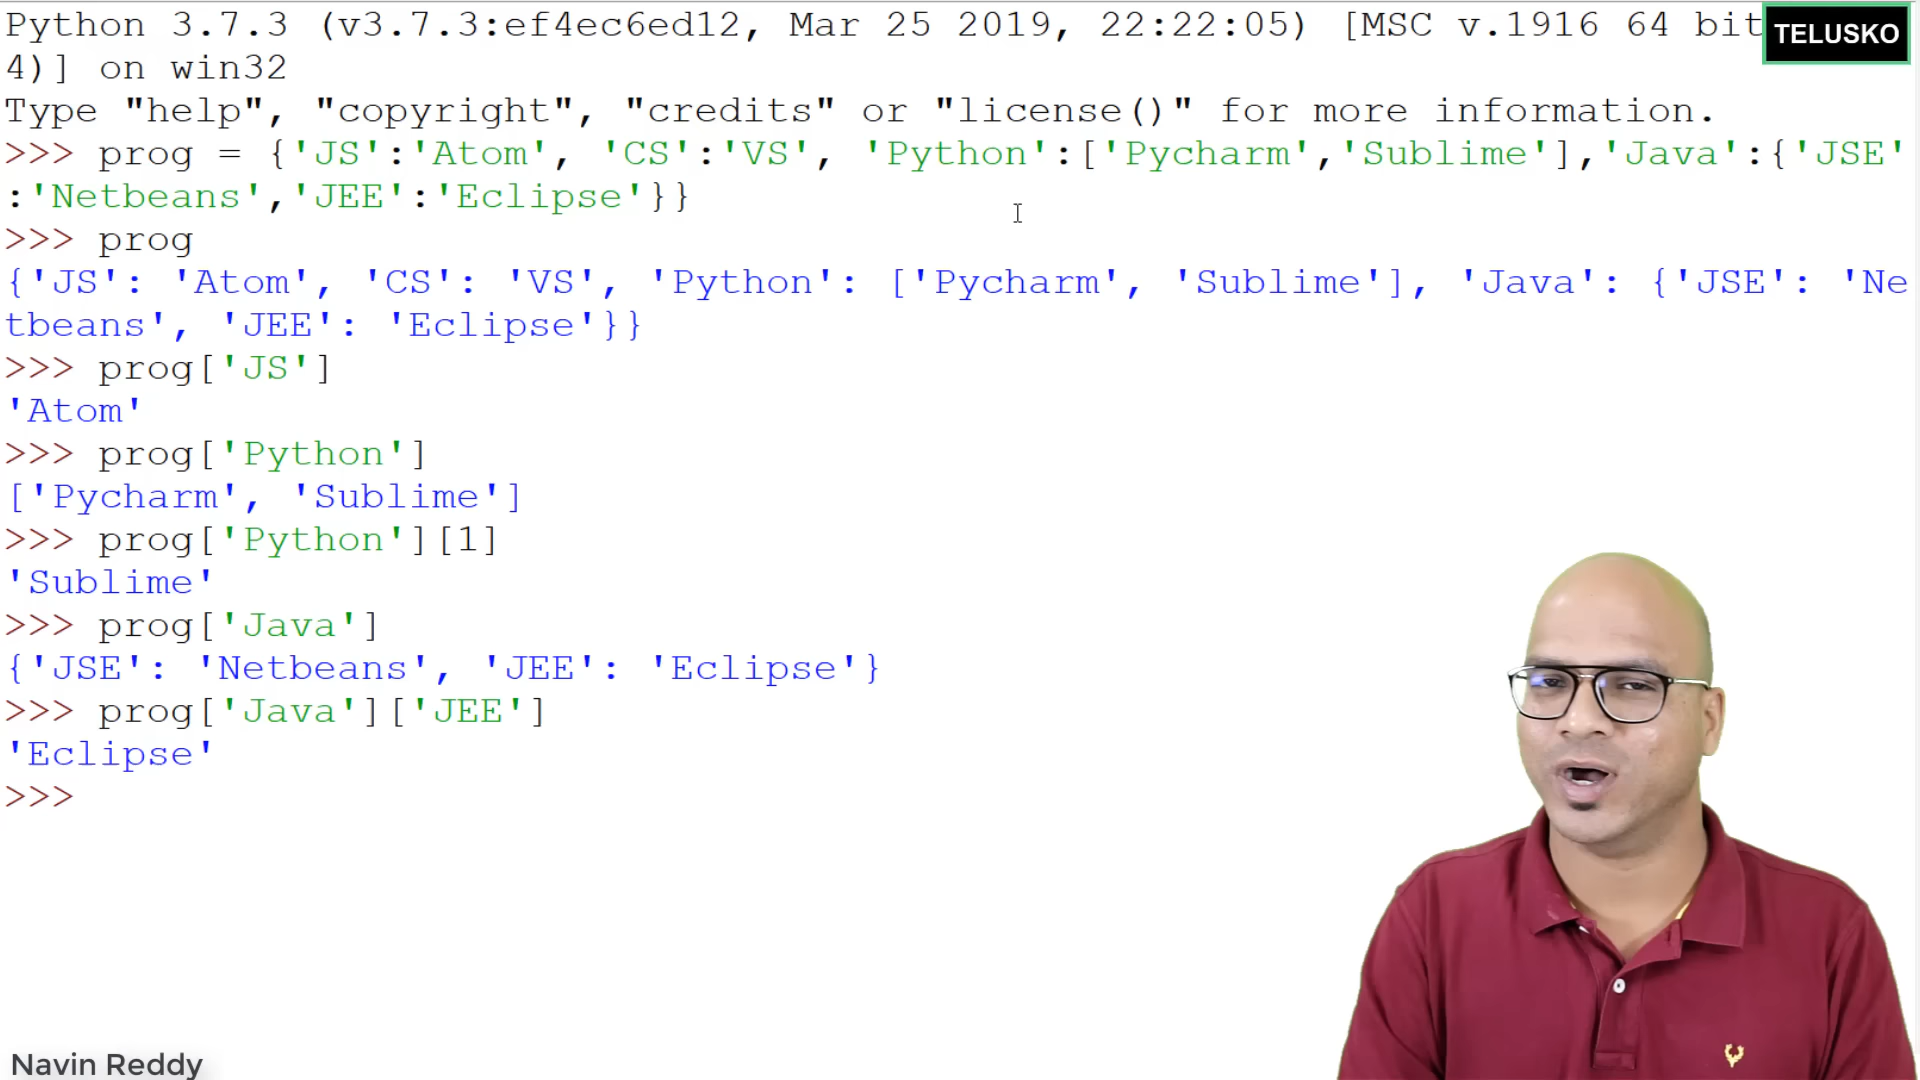 Python 3.7.3 (v3.7.3:ef4ec6ed12, Mar 25 2019, 22:22:05) [MSC v.1916 64 bit
TELUSKO
4)] on win32
Type "help", "copyright", "credits" or "license()" for more information.
>>> prog = {'JS':'Atom', 'CS':'VS', 'Python':['Pycharm','Sublime'],'Java':{'JSE'
:'Netbeans','JEE':'Eclipse'}}
>>> prog
{'JS': 'Atom', 'CS': 'VS', 'Python': ['Pycharm', 'Sublime'], 'Java': {'JSE': 'Ne
tbeans', 'JEE': 'Eclipse'}}
>>> prog['JS']
'Atom'
>>> prog['Python']
['Pycharm', 'Sublime']
>>> prog['Python'][1]
'Sublime'
>>> prog['Java']
{'JSE': 'Netbeans', 'JEE': 'Eclipse'}
>>> prog['Java']['JEE']
'Eclipse'
>>>
Navin Reddy